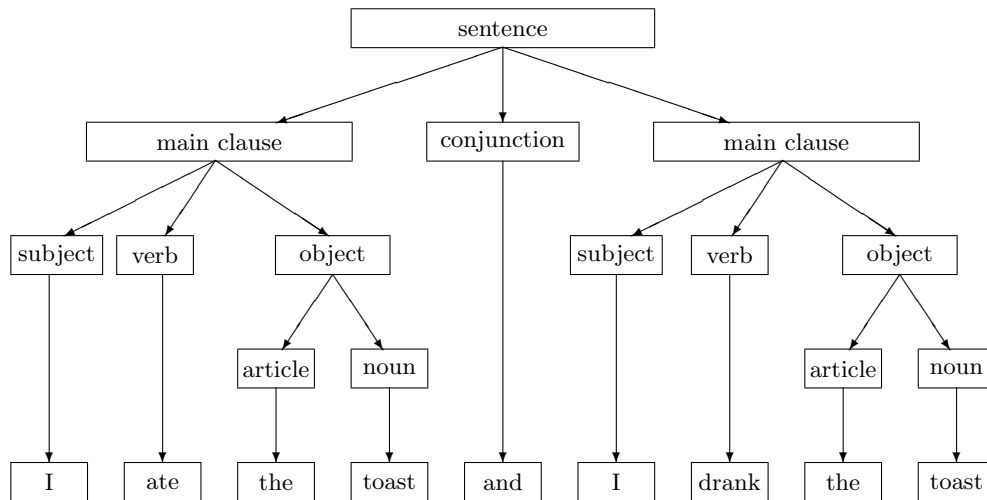 sentence
main clause conjunction main clause
subject verb object subject verb object
article noun article noun
I ate the toast and I drank the toast